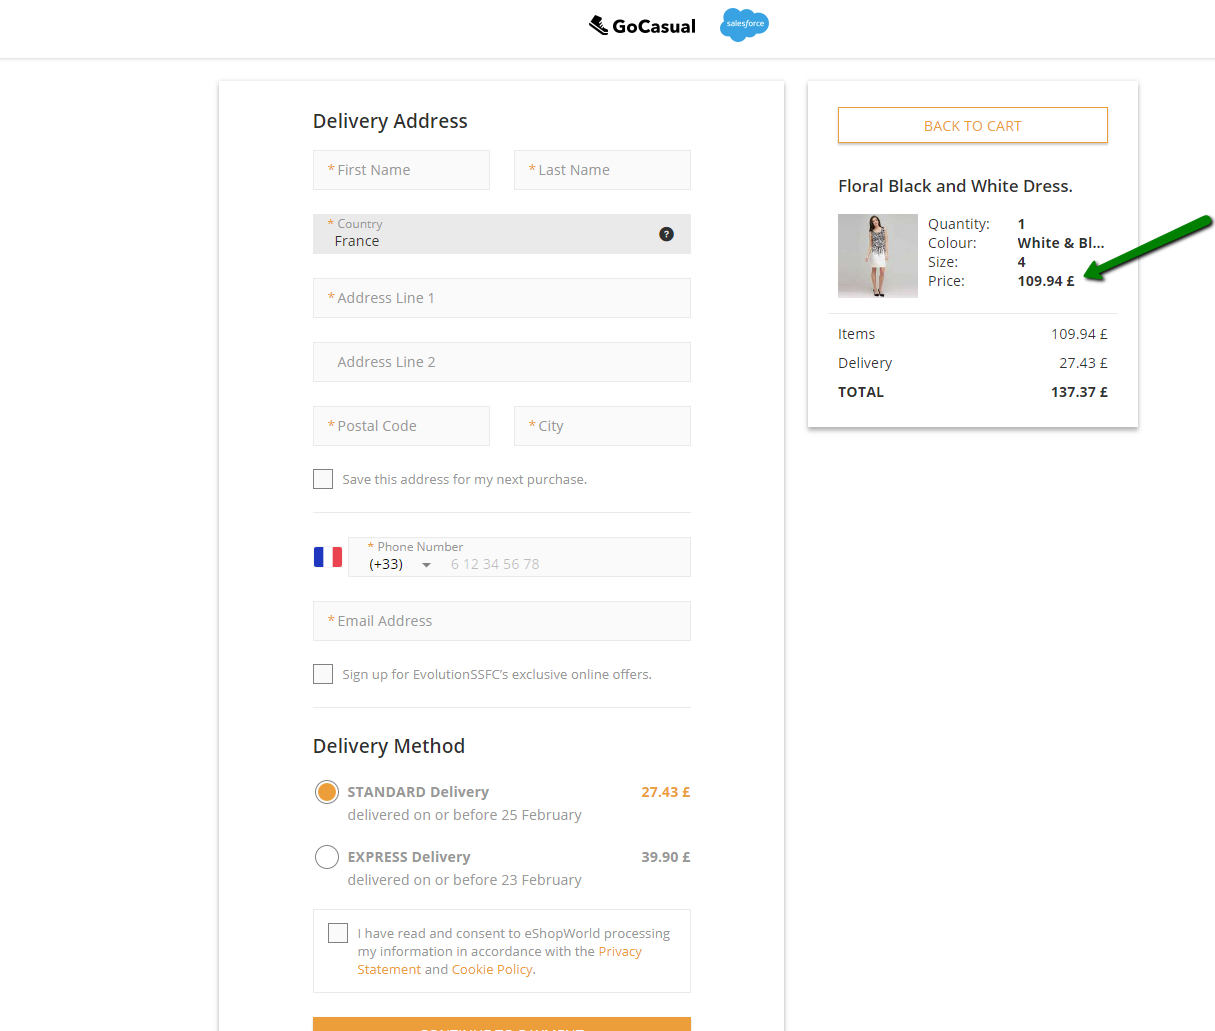 GoCasual
salesforce
Delivery Address
* First Name
* Last Name
* Country
France
?
* Address Line 1
Address Line 2
* Postal Code
* City
Save this address for my next purchase.
* Phone Number
(+33)
6 12 34 56 78
* Email Address
Sign up for EvolutionSSFC's exclusive online offers.
Delivery Method
STANDARD Delivery 27.43 £
delivered on or before 25 February
EXPRESS Delivery 39.90 £
delivered on or before 23 February
I have read and consent to eShopWorld processing
my information in accordance with the Privacy
Statement and Cookie Policy.
CONTINUE TO PAYMENT
BACK TO CART
Floral Black and White Dress.
Quantity: 1
Colour: White & Bl...
Size: 4
Price: 109.94 £
Items 109.94 £
Delivery 27.43 £
TOTAL 137.37 £